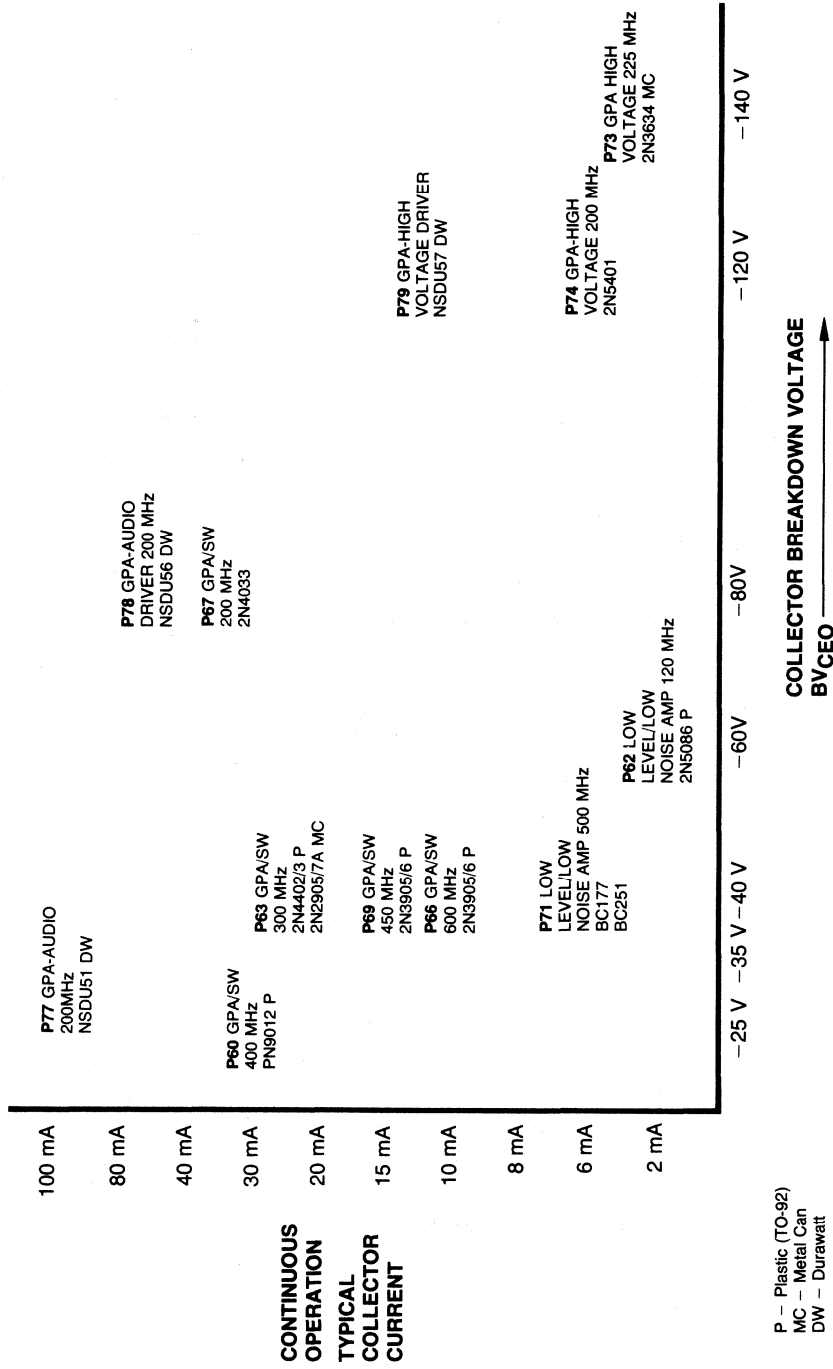 CONTINUOUS
OPERATION
TYPICAL
COLLECTOR
CURRENT
100 mA
80 mA
40 mA
30 mA
20 mA
15 mA
10 mA
8 mA
6 mA
2 mA
P77 GPA-AUDIO
200MHz
NSDU51 DW
P60 GPA/SW
400 MHz
PN9012 P
P63 GPA/SW
300 MHz
2N4402/3 P
2N2905/7A MC
P69 GPA/SW
450 MHz
2N3905/6 P
P66 GPA/SW
600 MHz
2N3905/6 P
P71 LOW
LEVEL/LOW
NOISE AMP 500 MHz
BC177
BC251
P62 LOW
LEVEL/LOW
NOISE AMP 120 MHz
2N5086 P
P78 GPA-AUDIO
DRIVER 200 MHz
NSDU56 DW
P67 GPA/SW
200 MHz
2N4033
P79 GPA-HIGH
VOLTAGE DRIVER
NSDU57 DW
P74 GPA-HIGH
VOLTAGE 200 MHz
2N5401
P73 GPA HIGH
VOLTAGE 225 MHz
2N3634 MC
−25 V −35 V −40 V −60V −80V −120 V −140 V
COLLECTOR BREAKDOWN VOLTAGE
BVCEO
P − Plastic (TO-92)
MC − Metal Can
DW − Durawatt